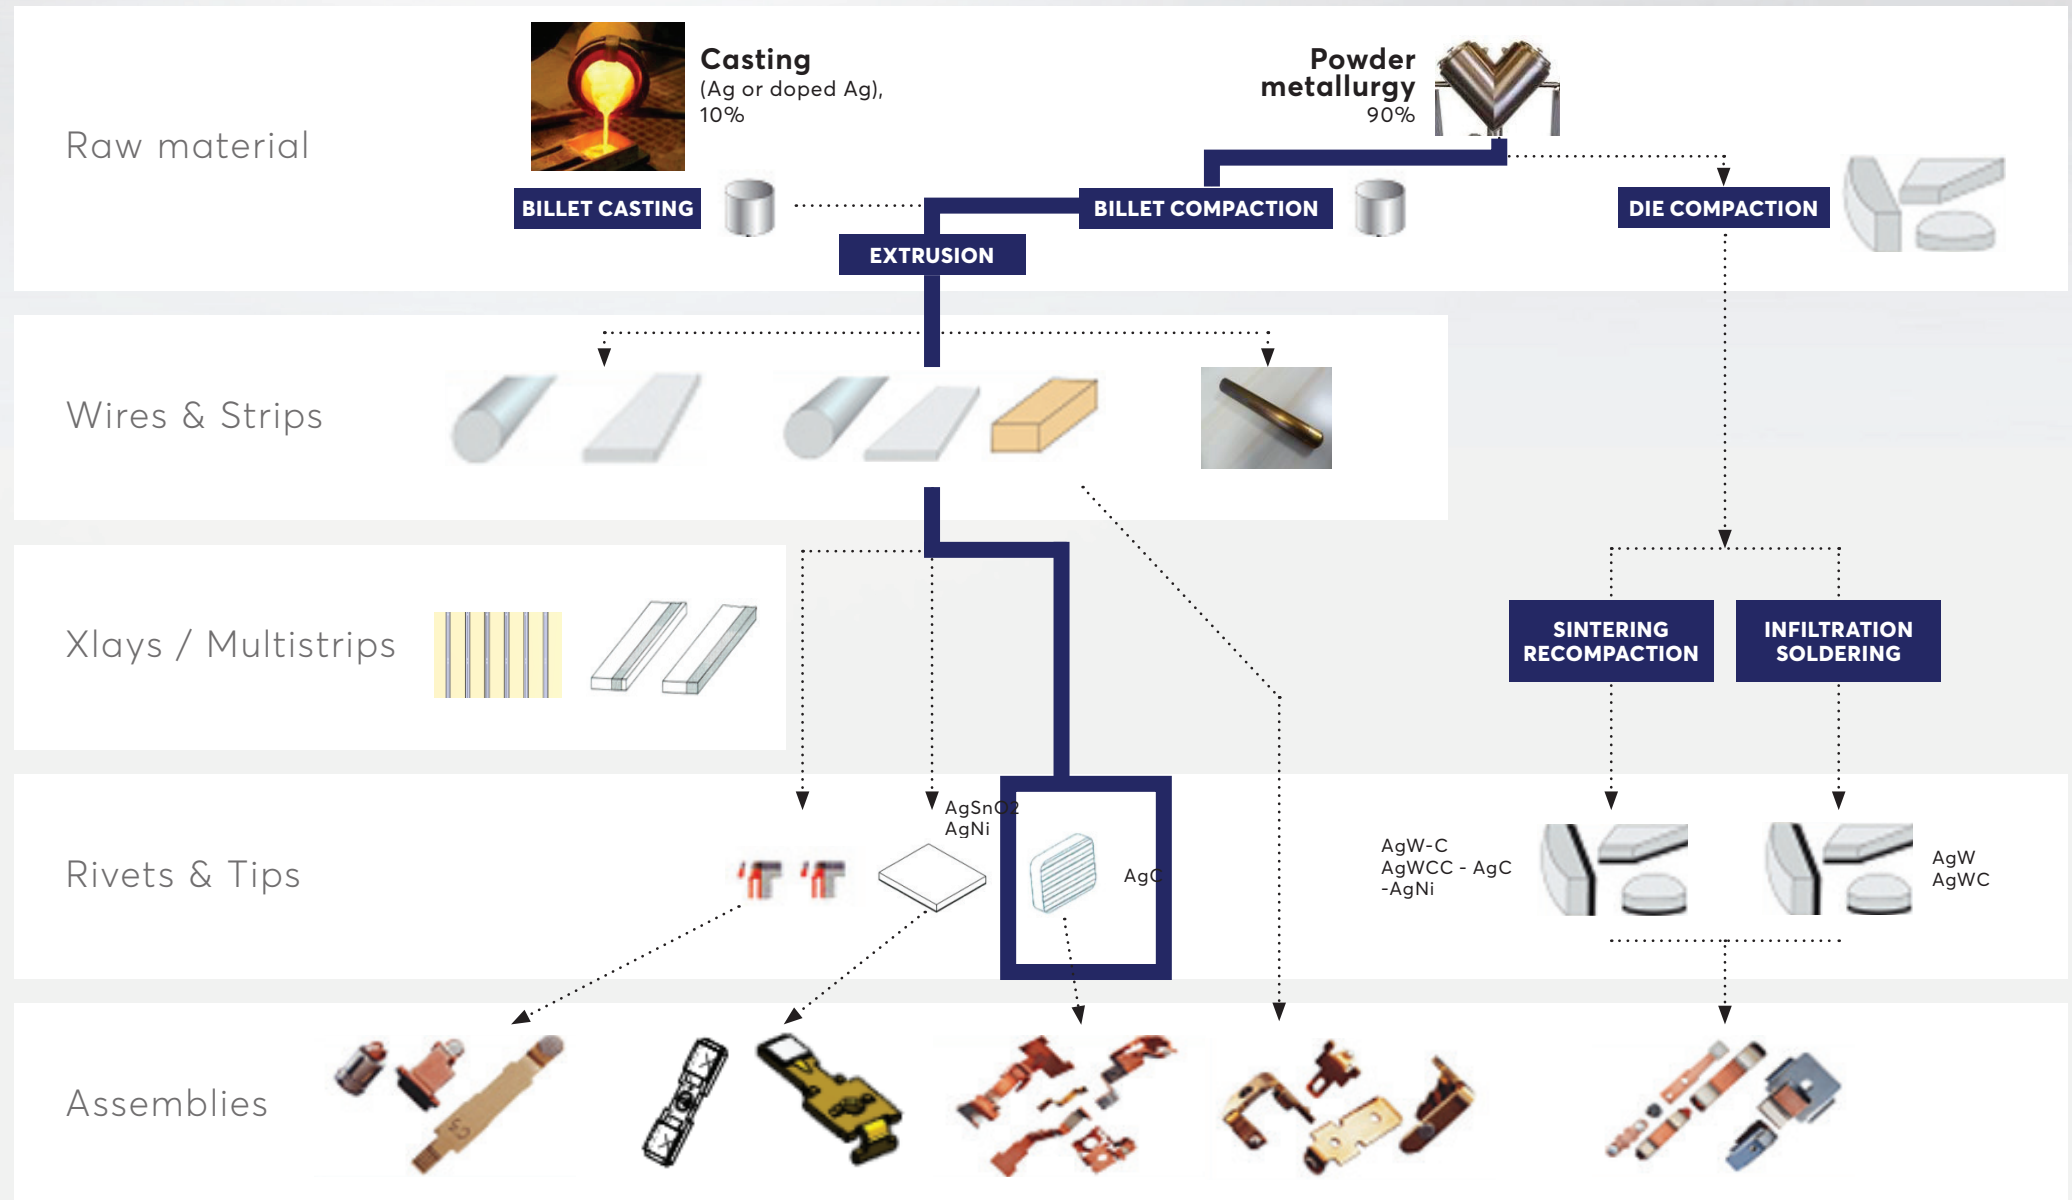 Raw material
Casting
(Ag or doped Ag),
10%
Powder
metallurgy
90%
BILLET CASTING
BILLET COMPACTION
DIE COMPACTION
EXTRUSION
Wires & Strips
Xlays / Multistrips
SINTERING
RECOMPACTION
INFILTRATION
SOLDERING
Rivets & Tips
AgSnO2
AgNi
AgC
AgW-C
AgWCC - AgC
-AgNi
AgW
AgWC
Assemblies